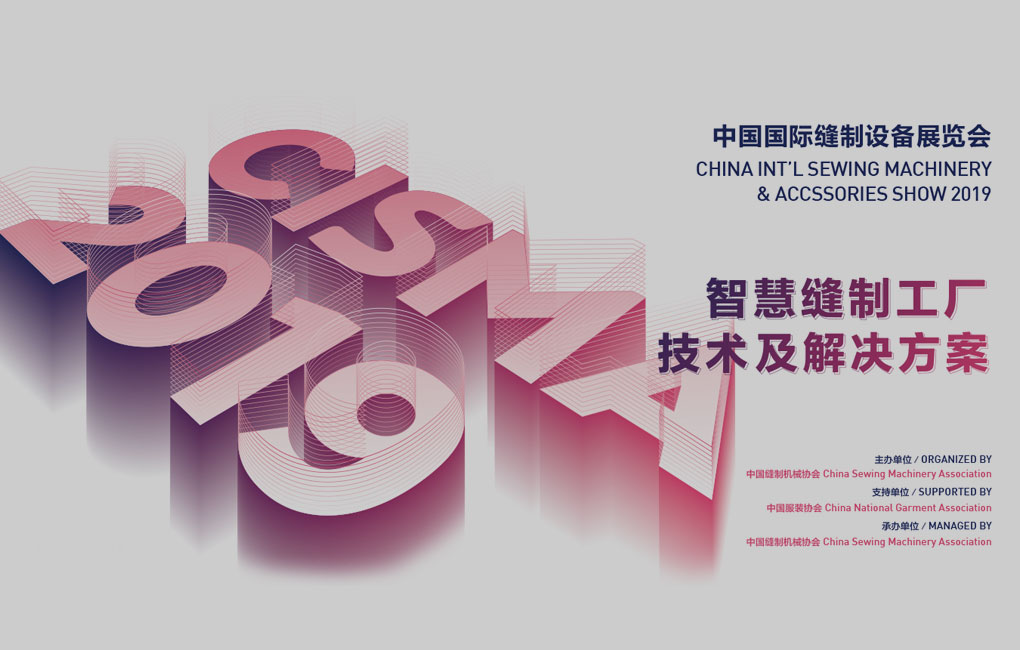 CISMA
2019
中国国际缝制设备展览会
CHINA INT'L SEWING MACHINERY
& ACCSSORIES SHOW 2019
智慧缝制工厂
技术及解决方案
主办单位 / ORGANIZED BY
中国缝制机械协会 China Sewing Machinery Association
支持单位 / SUPPORTED BY
中国服装协会 China National Garment Association
承办单位 / MANAGED BY
中国缝制机械协会 China Sewing Machinery Association